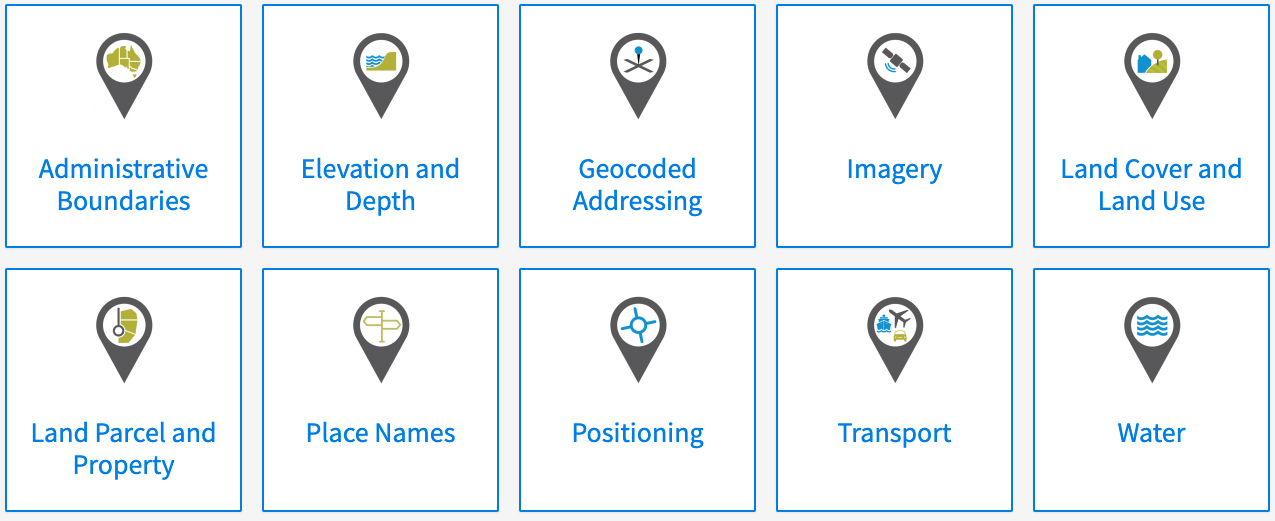 Administrative
Boundaries
Elevation and
Depth
Geocoded
Addressing
Imagery
Land Cover and
Land Use
Land Parcel and
Property
Place Names
Positioning
Transport
Water